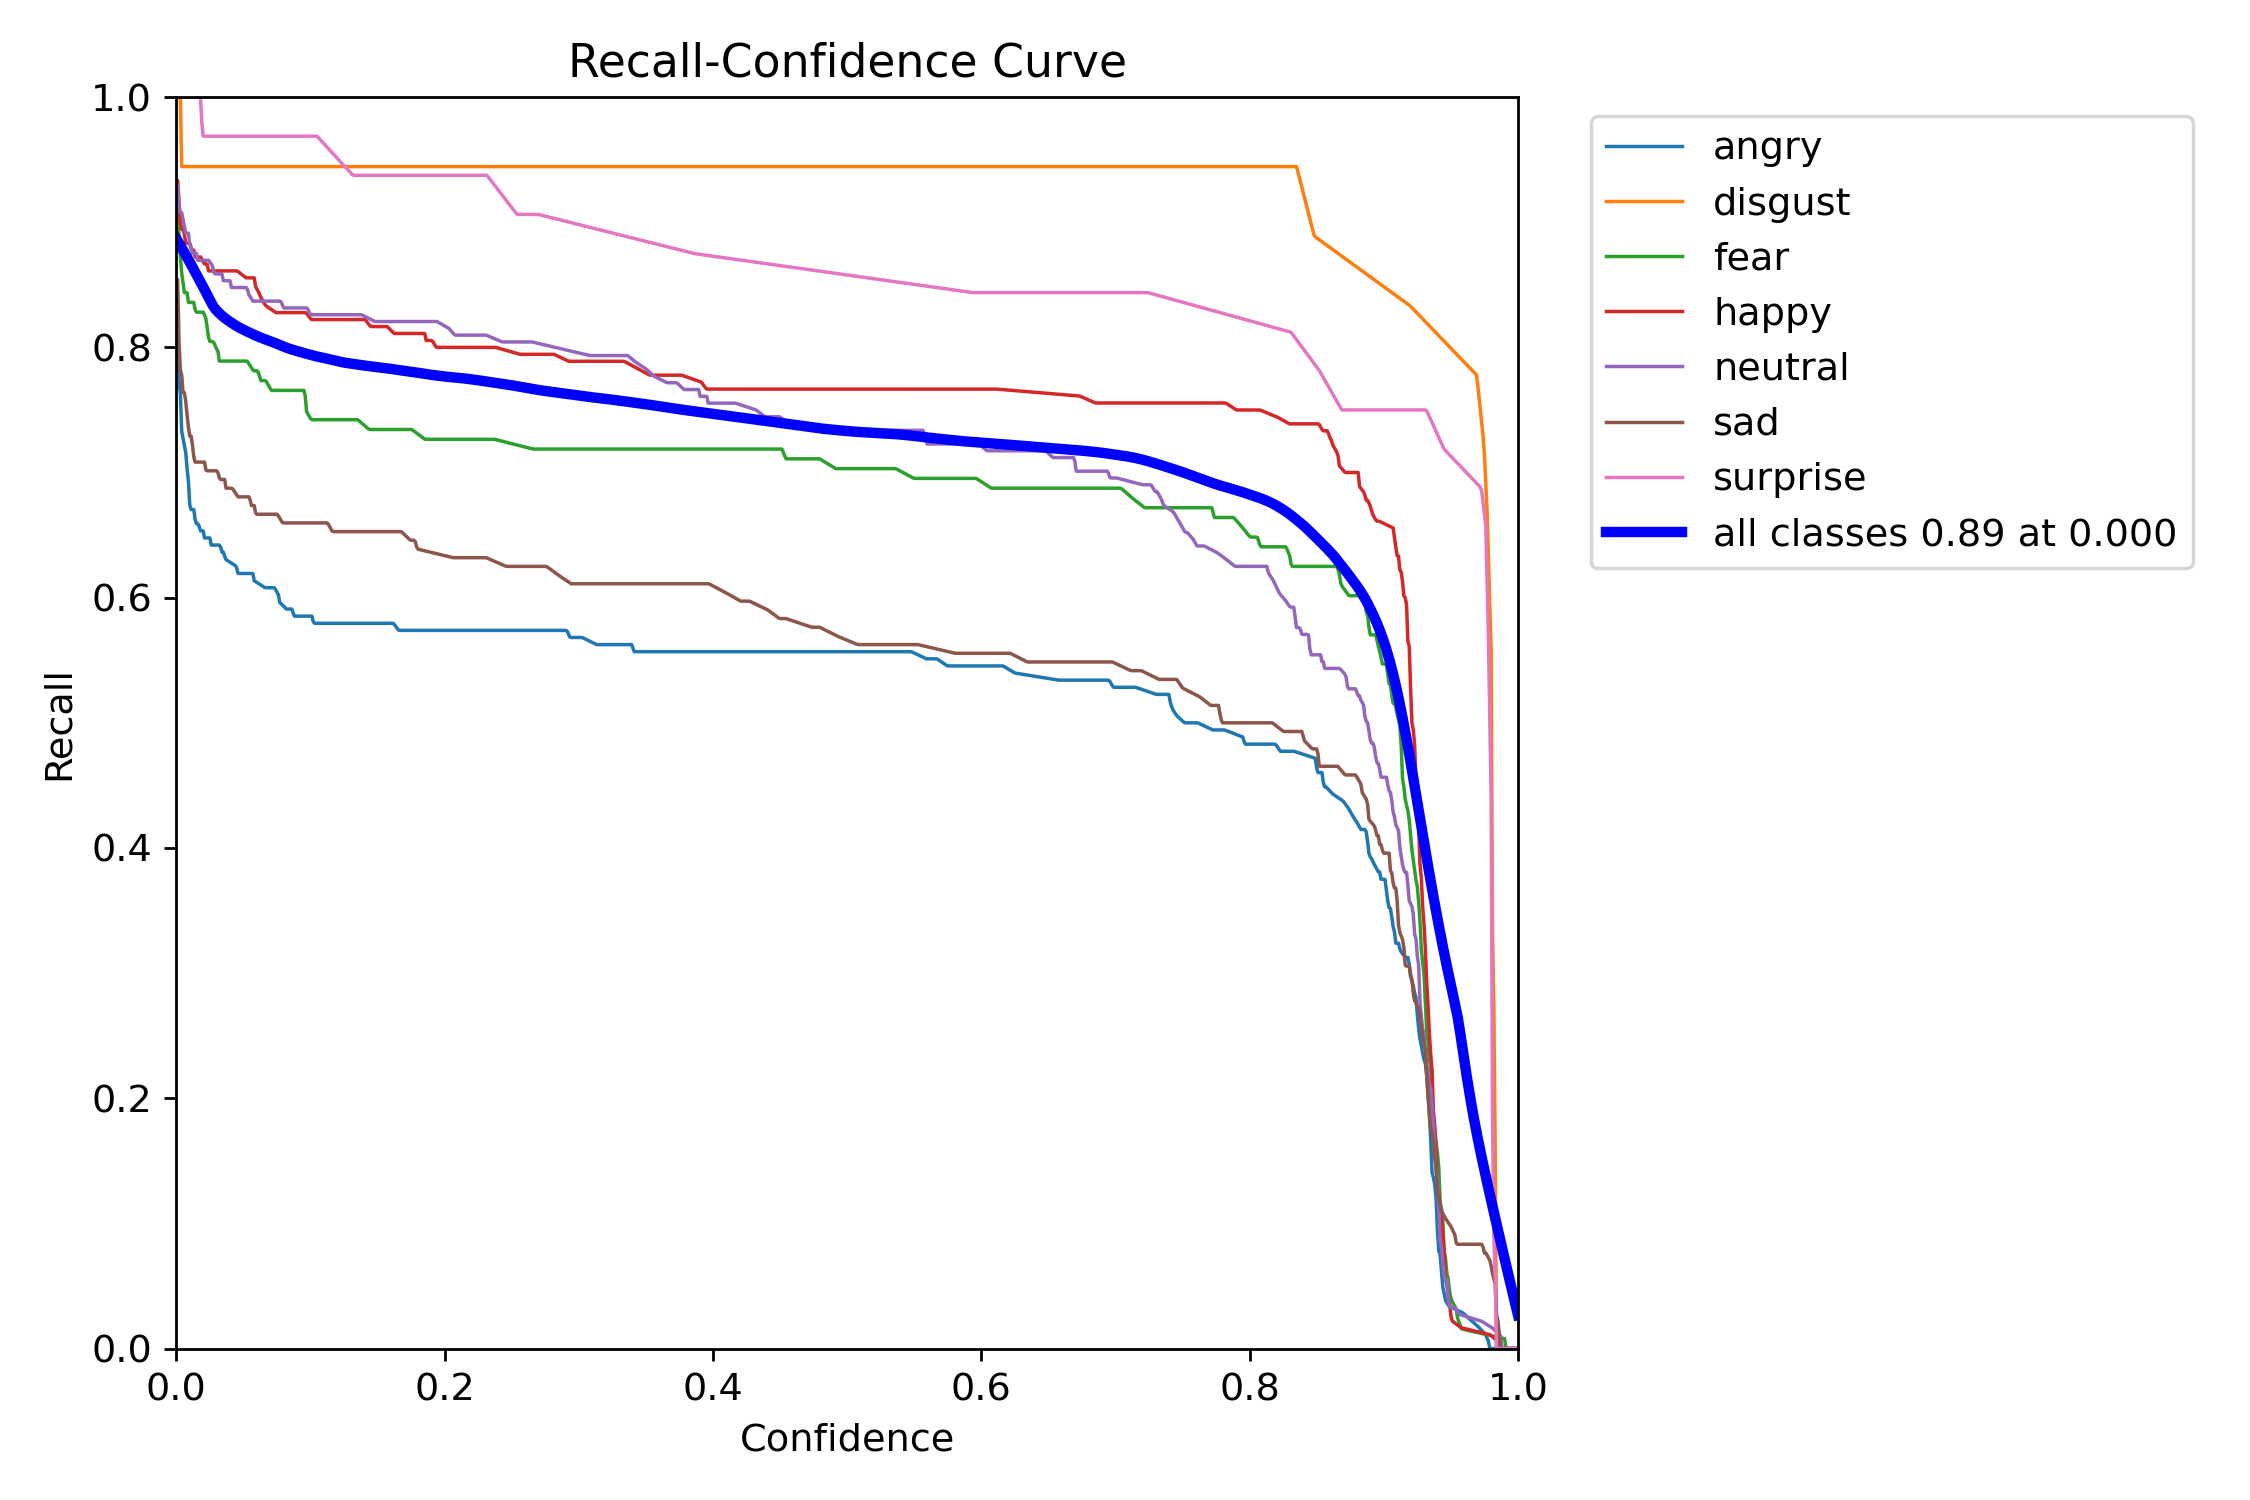 Recall-Confidence Curve
1.0
0.8
0.6
0.4
0.2
0.0
Recall
0.0 0.2 0.4 0.6 0.8 1.0
Confidence
angry
disgust
fear
happy
neutral
sad
surprise
all classes 0.89 at 0.000